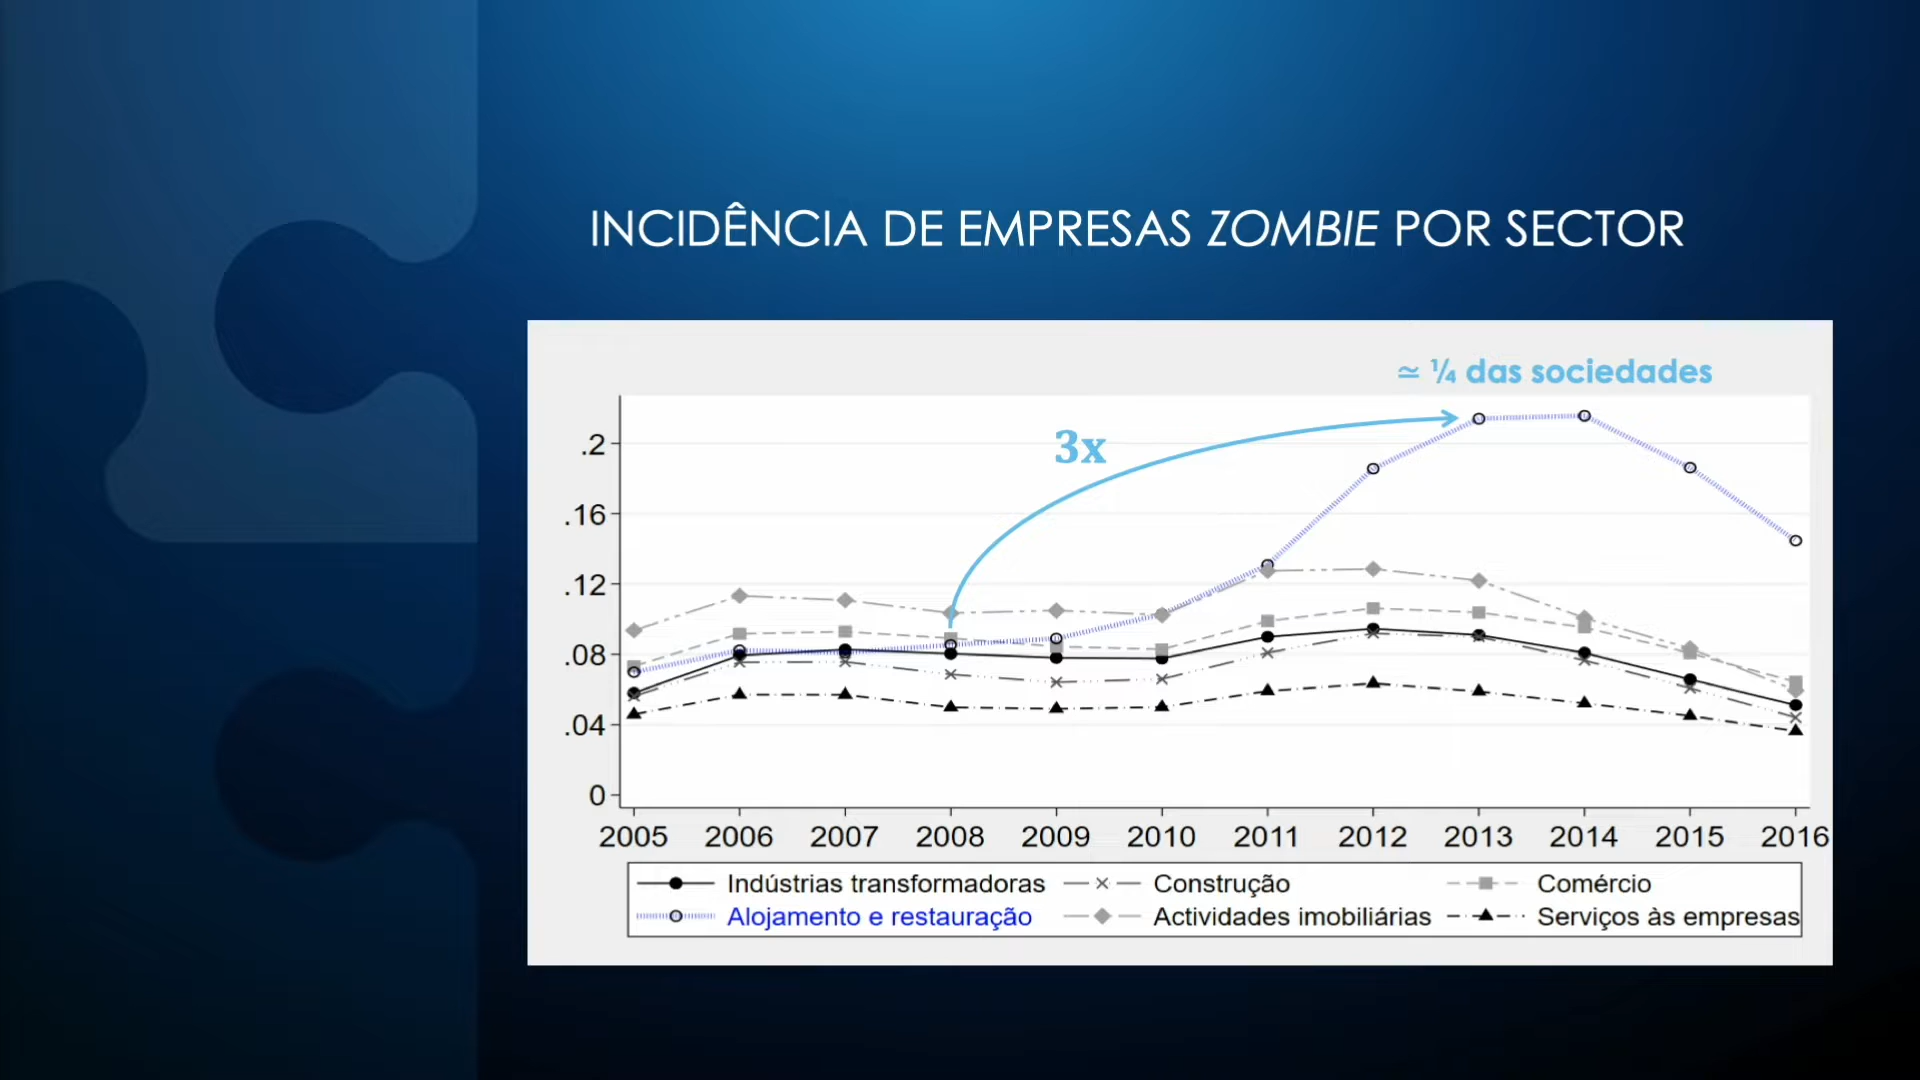 INCIDÊNCIA DE EMPRESAS ZOMBIE POR SECTOR
≃ ¼ das sociedades
3x
.2
.16
.12
.08
.04
0
2005 2006 2007 2008 2009 2010 2011 2012 2013 2014 2015 2016
Indústrias transformadoras Construção Comércio
Alojamento e restauração Actividades imobiliárias Serviços às empresas